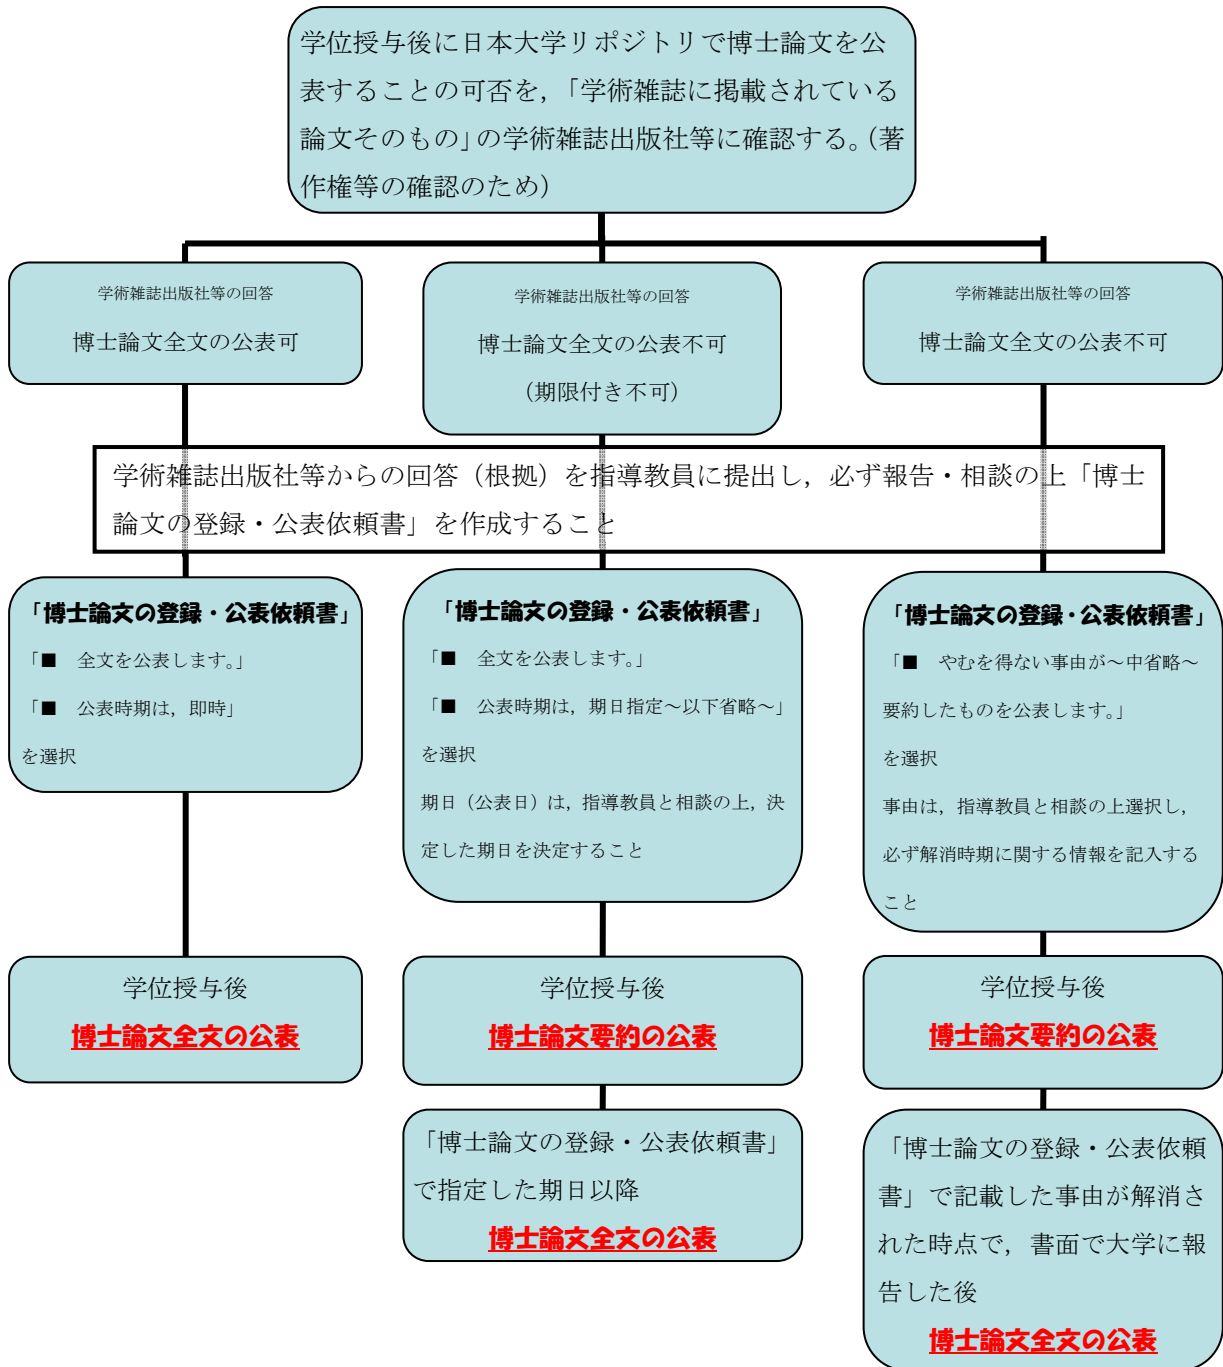 学位授与後に日本大学リポジトリで博士論文を公
表することの可否を，「学術雑誌に掲載されている
論文そのもの」の学術雑誌出版社等に確認する。（著
作権等の確認のため）
学術雑誌出版社等の回答
博士論文全文の公表可
学術雑誌出版社等の回答
博士論文全文の公表不可
（期限付き不可）
学術雑誌出版社等の回答
博士論文全文の公表不可
学術雑誌出版社等からの回答（根拠）を指導教員に提出し，必ず報告・相談の上「博士
論文の登録・公表依頼書」を作成すること
「博士論文の登録・公表依頼書」
「■　全文を公表します。」
「■　公表時期は，即時」
を選択
「博士論文の登録・公表依頼書」
「■　全文を公表します。」
「■　公表時期は，期日指定～以下省略～」
を選択
期日（公表日）は，指導教員と相談の上，決
定した期日を決定すること
「博士論文の登録・公表依頼書」
「■　やむを得ない事由が～中省略～
要約したものを公表します。」
を選択
事由は，指導教員と相談の上選択し，
必ず解消時期に関する情報を記入する
こと
学位授与後
博士論文全文の公表
学位授与後
博士論文要約の公表
学位授与後
博士論文要約の公表
「博士論文の登録・公表依頼書」
で指定した期日以降
博士論文全文の公表
「博士論文の登録・公表依頼
書」で記載した事由が解消さ
れた時点で，書面で大学に報
告した後
博士論文全文の公表